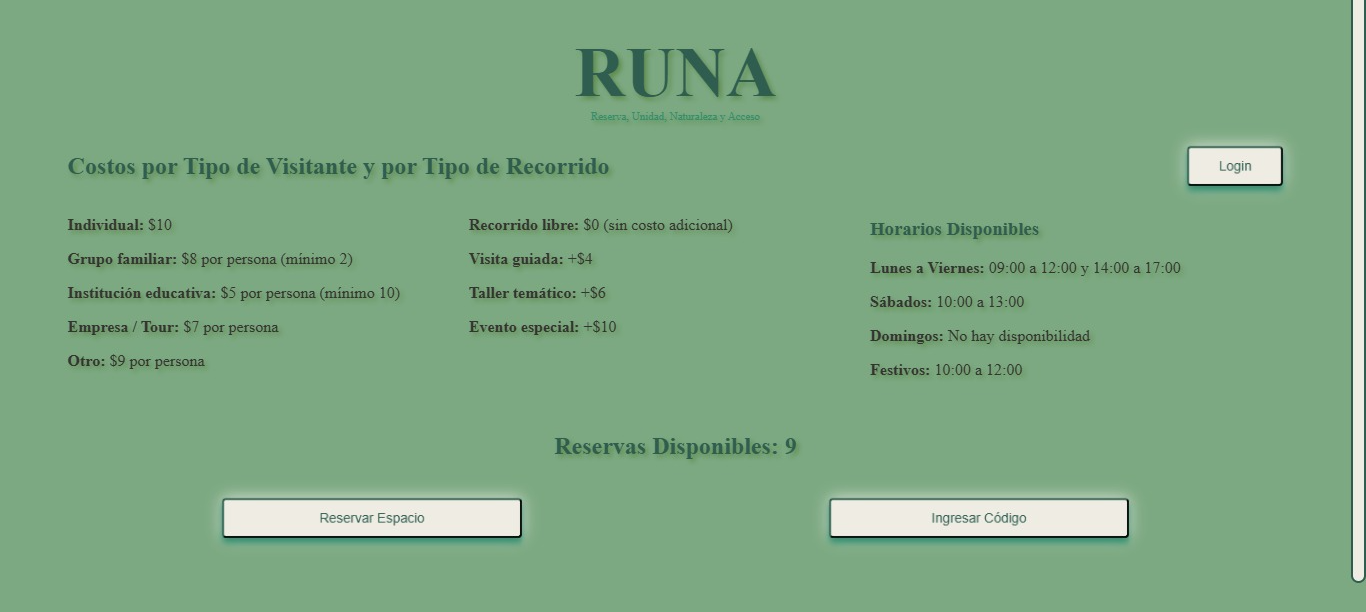 RUNA
Reserva, Unidad, Naturaleza y Acceso
Costos por Tipo de Visitante y por Tipo de Recorrido
Login
Individual: $10
Grupo familiar: $8 por persona (mínimo 2)
Institución educativa: $5 por persona (mínimo 10)
Empresa / Tour: $7 por persona
Otro: $9 por persona
Recorrido libre: $0 (sin costo adicional)
Visita guiada: +$4
Taller temático: +$6
Evento especial: +$10
Horarios Disponibles
Lunes a Viernes: 09:00 a 12:00 y 14:00 a 17:00
Sábados: 10:00 a 13:00
Domingos: No hay disponibilidad
Festivos: 10:00 a 12:00
Reservas Disponibles: 9
Reservar Espacio
Ingresar Código